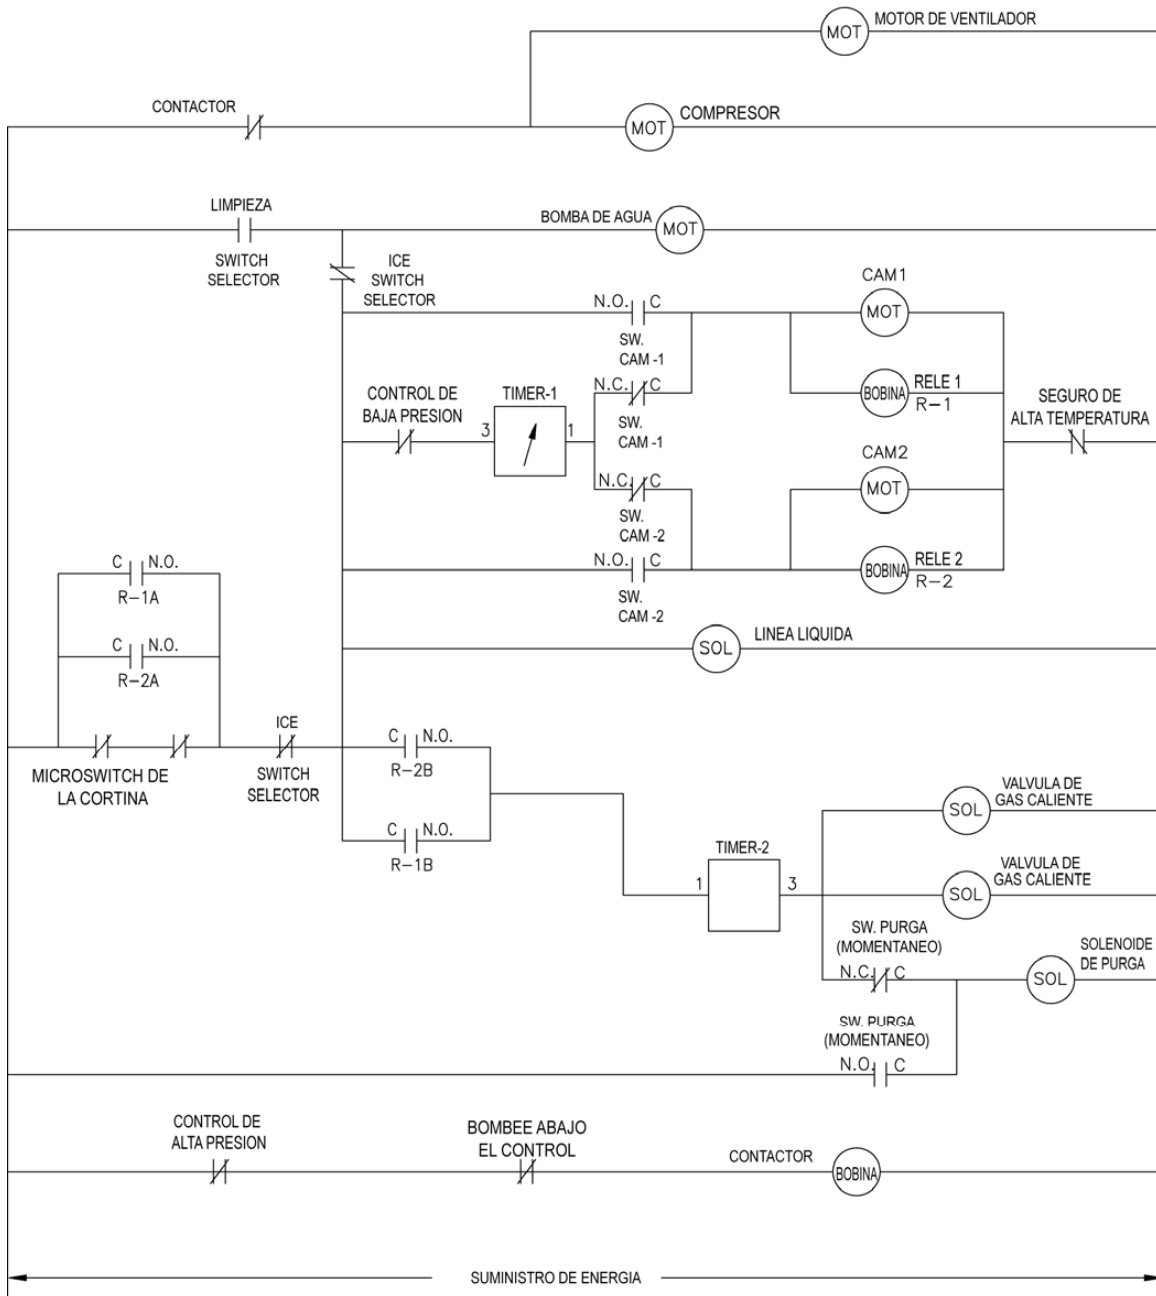 MOTOR DE VENTILADOR
MOT
CONTACTOR
COMPRESOR
MOT
LIMPIEZA
SWITCH
SELECTOR
BOMBA DE AGUA
MOT
ICE
SWITCH
SELECTOR
N.O. C
SW.
CAM -1
CAM1
MOT
CONTROL DE
BAJA PRESION
TIMER-1
3
1
N.C. C
SW.
CAM -1
BOBINA
RELE 1
R-1
SEGURO DE
ALTA TEMPERATURA
N.C. C
SW.
CAM -2
CAM2
MOT
N.O. C
SW.
CAM -2
BOBINA
RELE 2
R-2
C N.O.
R-1A
C N.O.
R-2A
LINEA LIQUIDA
SOL
MICROSWITCH DE
LA CORTINA
ICE
SWITCH
SELECTOR
C N.O.
R-2B
C N.O.
R-1B
TIMER-2
1
3
VALVULA DE
GAS CALIENTE
SOL
VALVULA DE
GAS CALIENTE
SOL
SW. PURGA
(MOMENTANEO)
N.C. C
SOLENOIDE
DE PURGA
SOL
SW. PURGA
(MOMENTANEO)
N.O. C
CONTROL DE
ALTA PRESION
BOMBEE ABAJO
EL CONTROL
CONTACTOR
BOBINA
SUMINISTRO DE ENERGIA